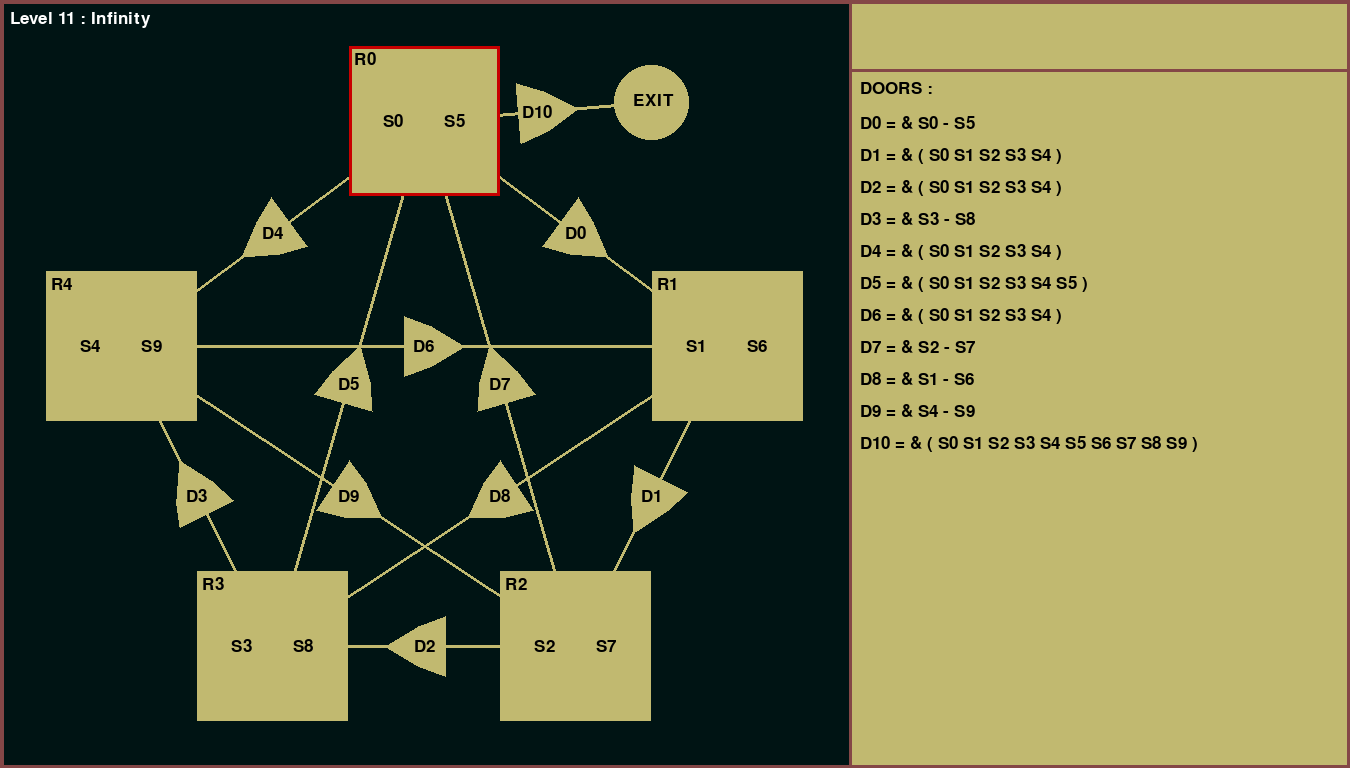 Level 11 : Infinity
R0
S0 S5
D10
EXIT
D4
D0
R4
S4 S9
D6
R1
S1 S6
D5
D7
D3
D9
D8
D1
R3
S3 S8
D2
R2
S2 S7
DOORS :
D0 = & S0 - S5
D1 = & ( S0 S1 S2 S3 S4 )
D2 = & ( S0 S1 S2 S3 S4 )
D3 = & S3 - S8
D4 = & ( S0 S1 S2 S3 S4 )
D5 = & ( S0 S1 S2 S3 S4 S5 )
D6 = & ( S0 S1 S2 S3 S4 )
D7 = & S2 - S7
D8 = & S1 - S6
D9 = & S4 - S9
D10 = & ( S0 S1 S2 S3 S4 S5 S6 S7 S8 S9 )